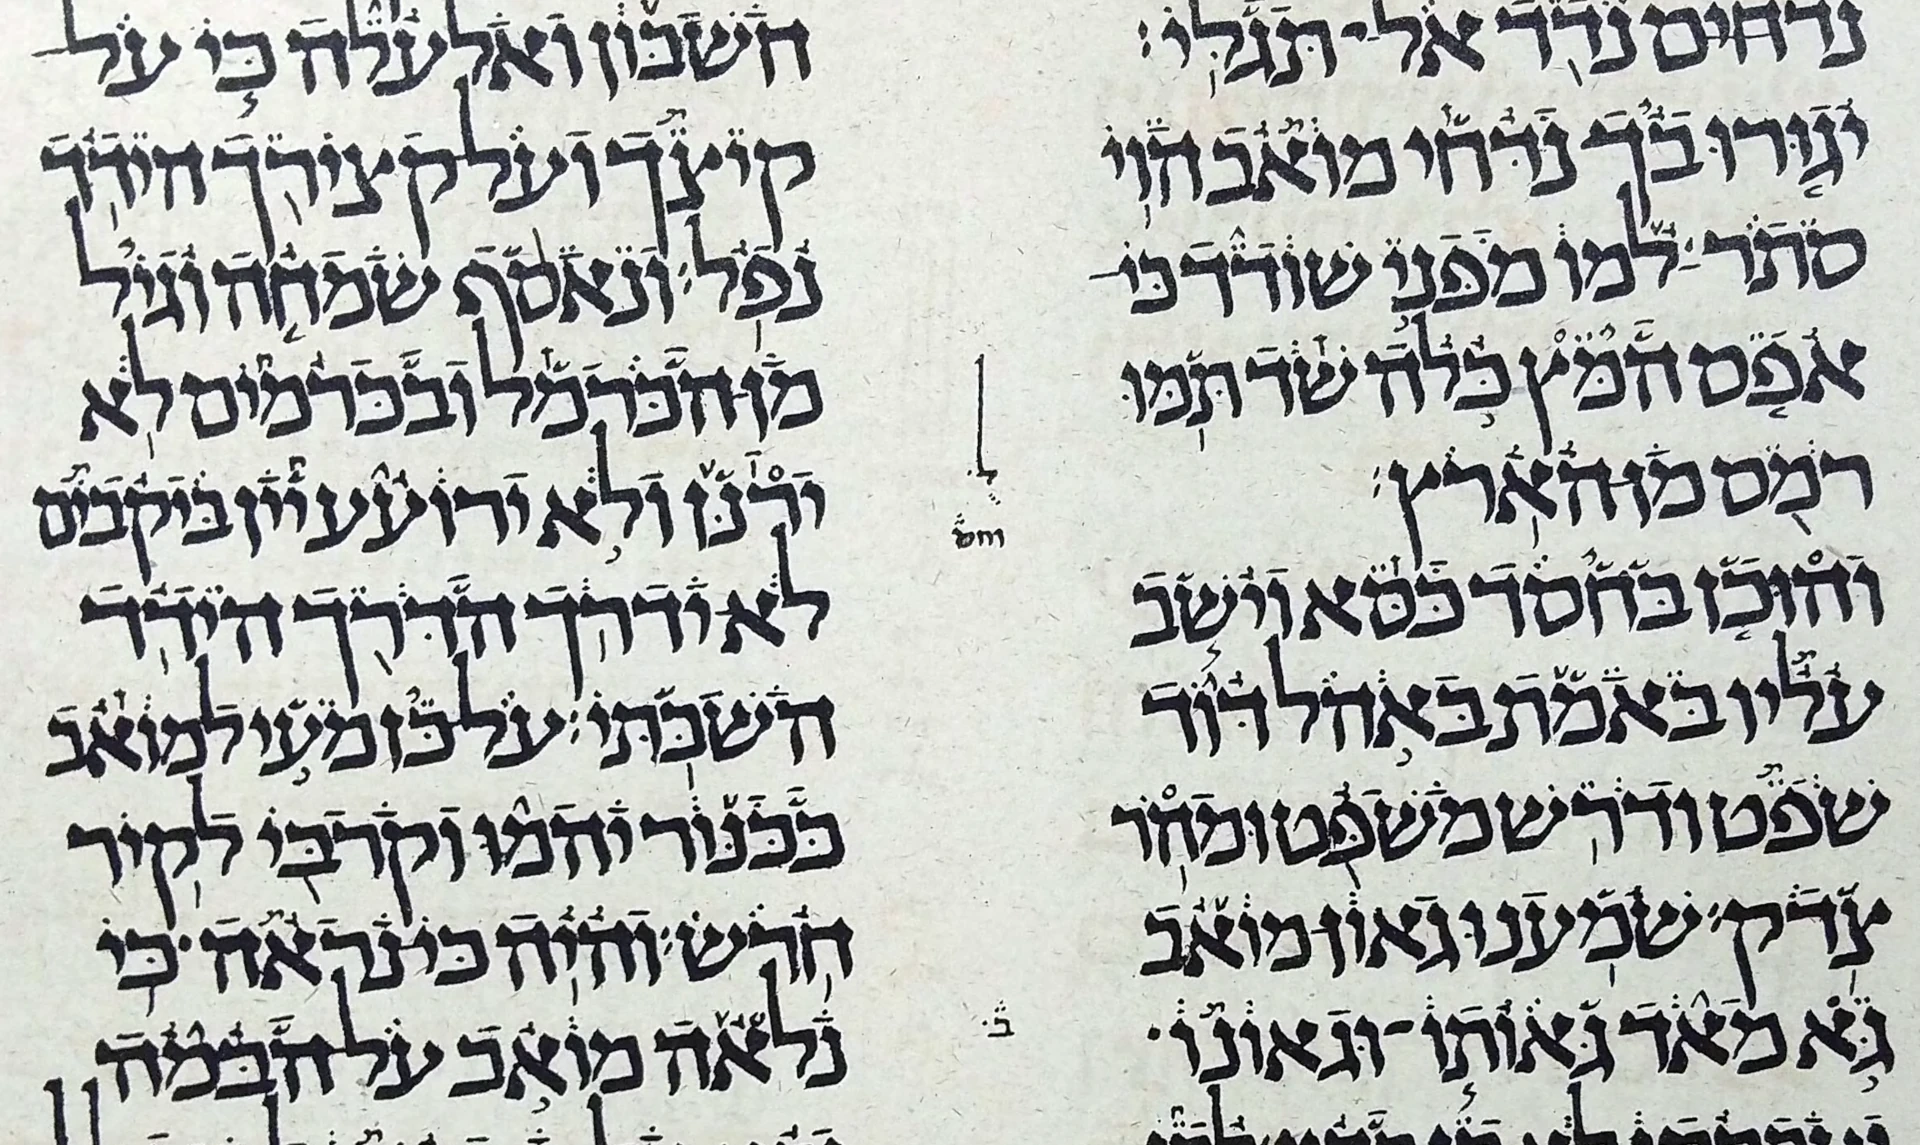 נדחים נדד אל־תגלי׃
יגורו בך נדחי מואב הוי
סתר׃ למו מפני שודד כי
אפס המץ כלה שד תמו
רמס מן הארץ׃
והוכן בחסד כסא וישב
עליו באמת באהל דוד
שפט ודרש משפט ומהר
צדק׃ שמענו גאון מואב
גא מאד גאותו־וגאונו
ל
ב
חשבון ואלעלה כי על
קיצך ועל קצירך הידד
נפל׃ ונאסף שמחה וגיל
מן הכרמל ובכרמים לא
ירנן ולא ירועע יין ביקבים
לא ידרך הדרך הידד
השבתי׃ על כן מעי למואב
ככנור יהמו וקרבי לקיר
חרש׃ והיה כי נראה כי
נלאה מואב על הבמה